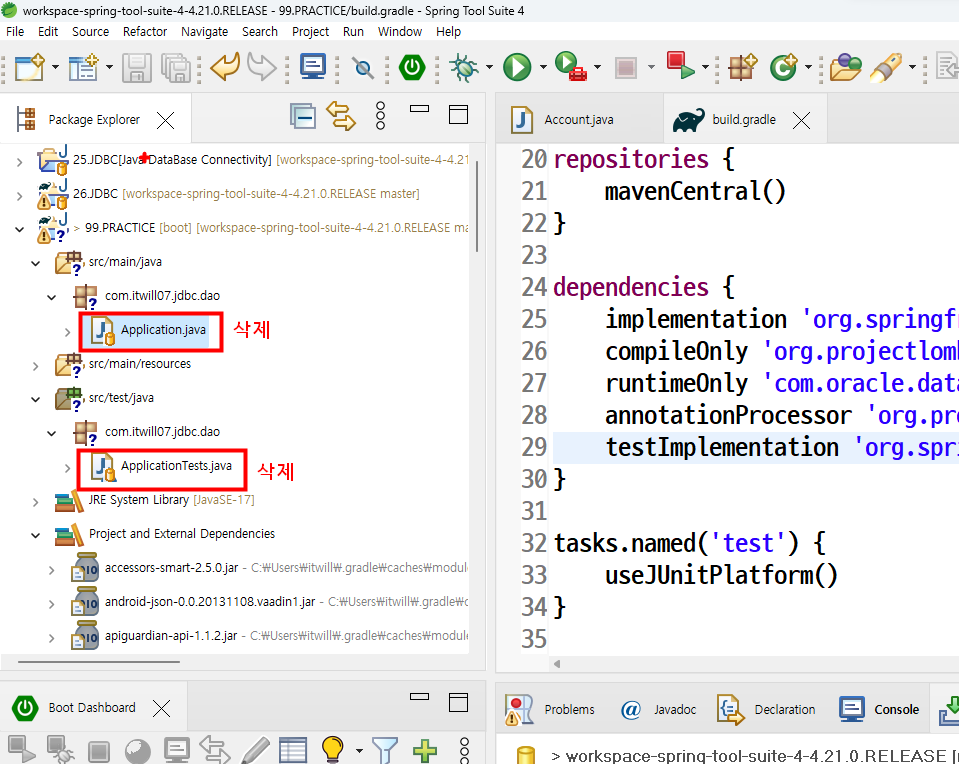 workspace-spring-tool-suite-4-4.21.0.RELEASE - 99.PRACTICE/build.gradle - Spring Tool Suite 4
File Edit Source Refactor Navigate Search Project Run Window Help
Package Explorer
Account.java
build.gradle
25.JDBC[Java DataBase Connectivity] [workspace-spring-tool-suite-4-4.21
26.JDBC [workspace-spring-tool-suite-4-4.21.0.RELEASE master]
> 99.PRACTICE [boot] [workspace-spring-tool-suite-4-4.21.0.RELEASE ma
src/main/java
com.itwill07.jdbc.dao
Application.java 삭제
src/main/resources
src/test/java
com.itwill07.jdbc.dao
ApplicationTests.java 삭제
JRE System Library [JavaSE-17]
Project and External Dependencies
accessors-smart-2.5.0.jar - C:₩Users₩itwill₩.gradle₩caches₩modul
android-json-0.0.20131108.vaadin1.jar - C:₩Users₩itwill₩.gradle₩c
apiguardian-api-1.1.2.jar - C:₩Users₩itwill₩.gradle₩caches₩modul
20 repositories {
21 mavenCentral()
22 }
23
24 dependencies {
25 implementation 'org.springfr
26 compileOnly 'org.projectlomb
27 runtimeOnly 'com.oracle.data
28 annotationProcessor 'org.pro
29 testImplementation 'org.spri
30 }
31
32 tasks.named('test') {
33 useJUnitPlatform()
34 }
35
Boot Dashboard
Problems
Javadoc
Declaration
Console
> workspace-spring-tool-suite-4-4.21.0.RELEASE [